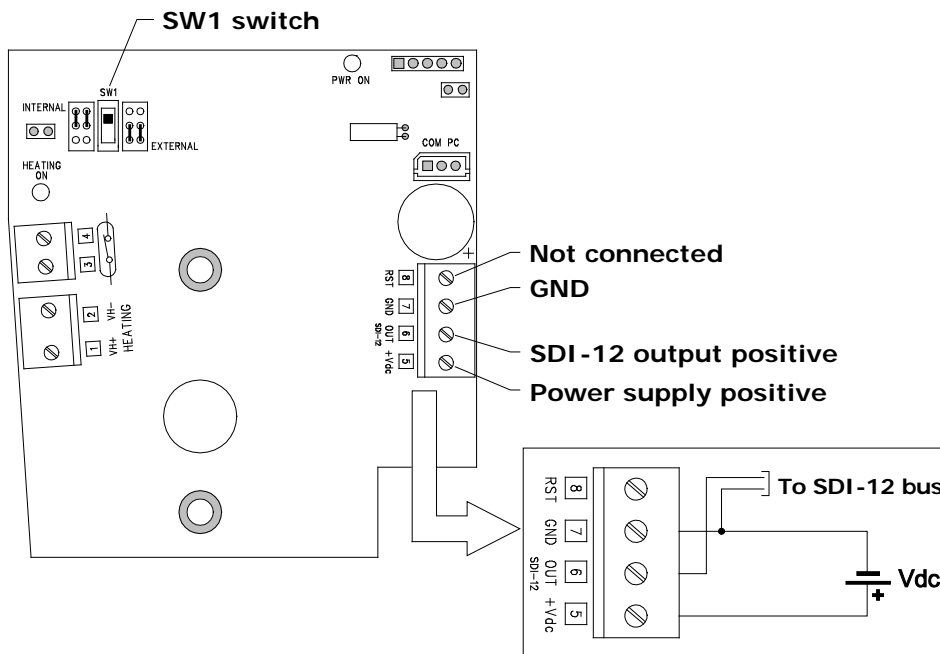 SW1 switch
PWR ON
SW1
INTERNAL
EXTERNAL
COM PC
HEATING
ON
4
3
2
1
VH-
VH+
HEATING
RST
8
GND
7
SDI-12
OUT
6
+Vdc
5
+
Not connected
GND
SDI-12 output positive
Power supply positive
RST
8
GND
7
SDI-12
OUT
6
+Vdc
5
To SDI-12 bus
Vdc
+